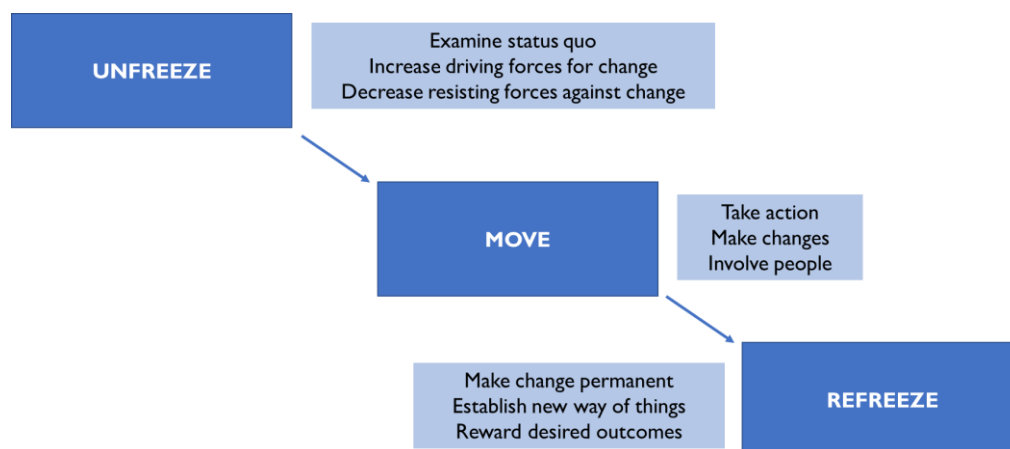 UNFREEZE
Examine status quo
Increase driving forces for change
Decrease resisting forces against change
MOVE
Take action
Make changes
Involve people
Make change permanent
Establish new way of things
Reward desired outcomes
REFREEZE